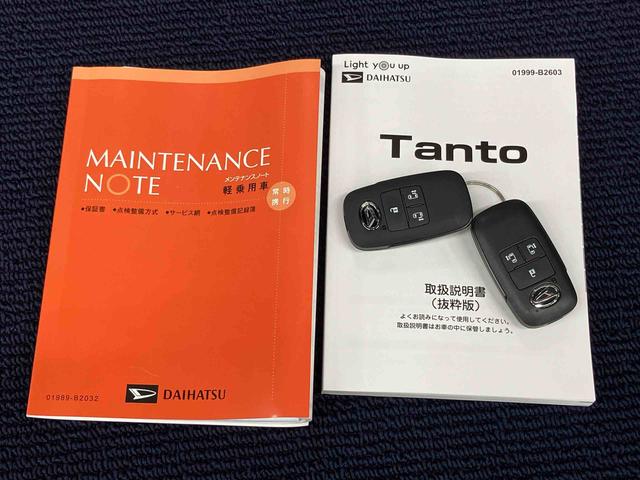 MAINTENANCE
NOTE
メンテナンスノート
軽乗用車
常時
携行
●保証書 ●点検整備方式 ●サービス網 ●点検整備記録簿
DAIHATSU
01989-B2032
Light you up
DAIHATSU
01999-B2603
Tanto
取扱説明書
（抜粋版）
よくお読みになって使用してください。
取扱説明書はお車の中に保管しましょう。